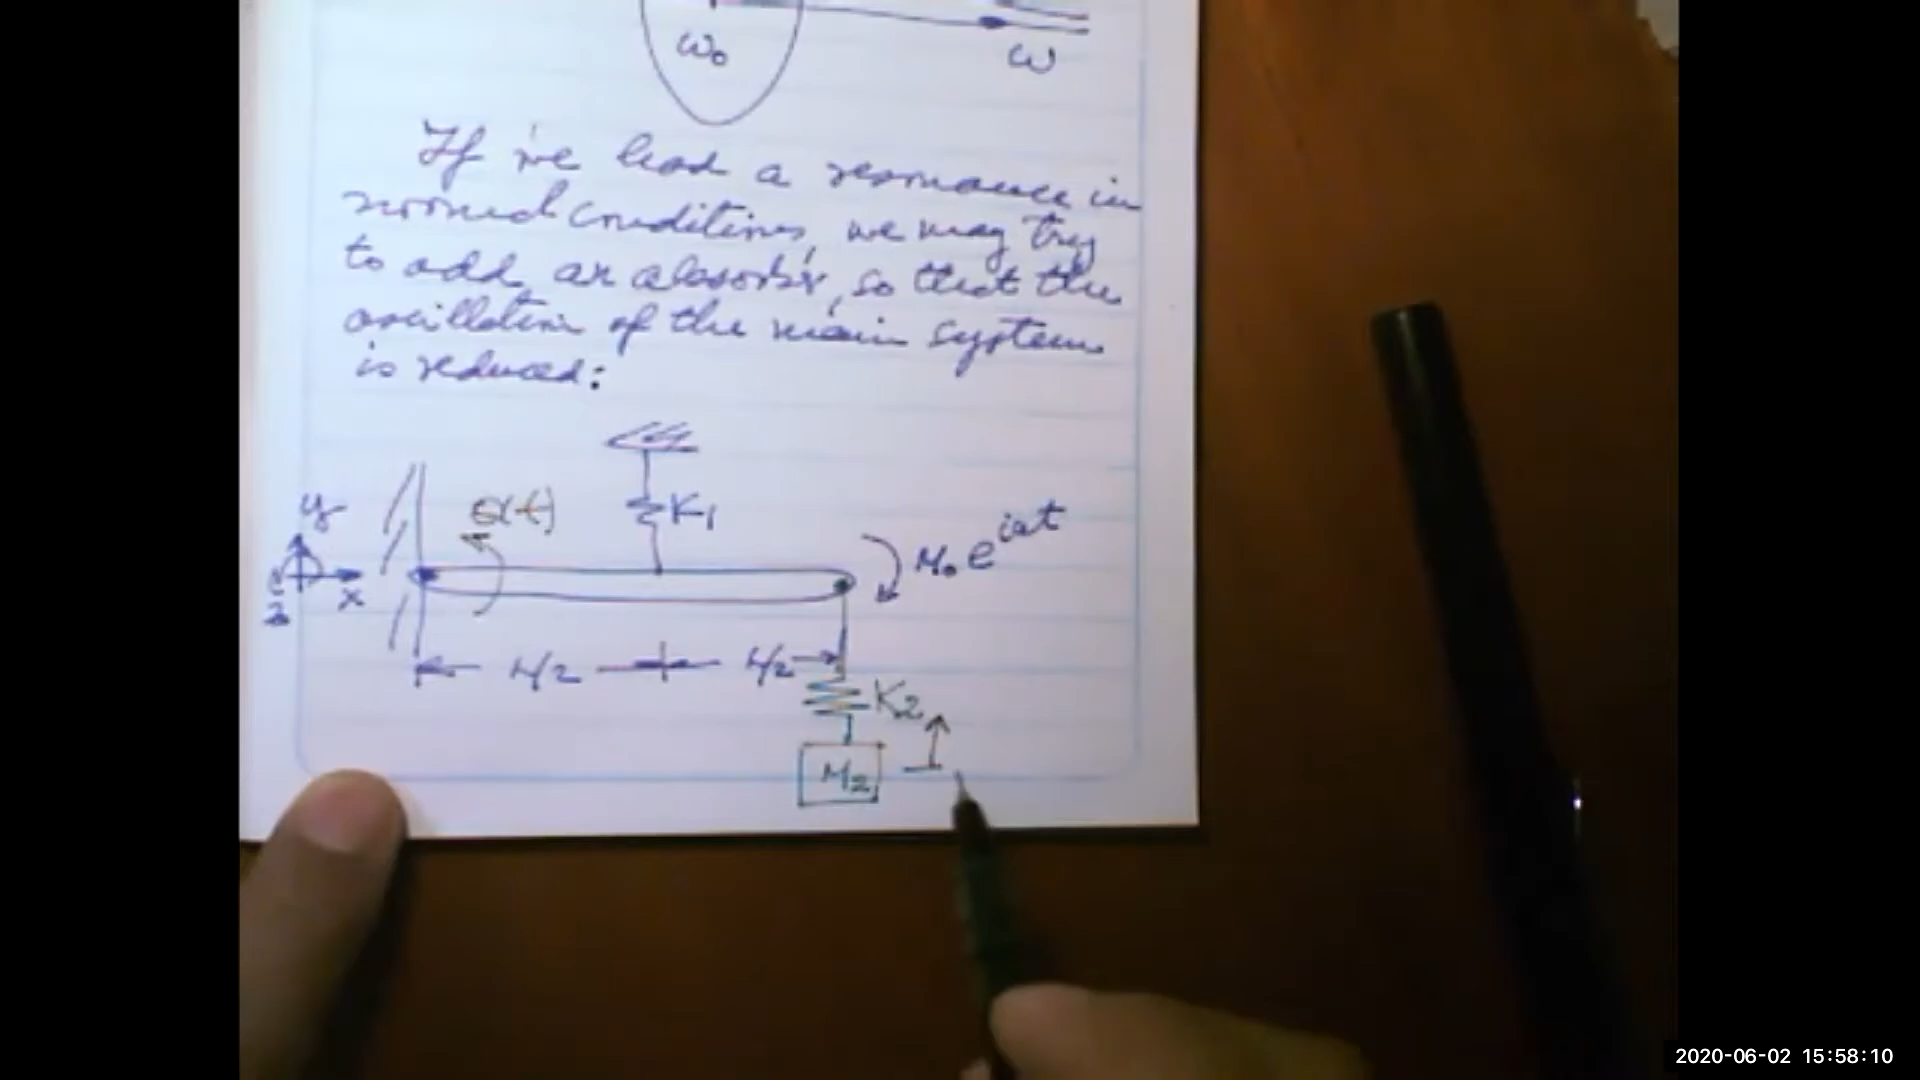 ω₀
ω
If we had a resonance in
normal conditions, we may try
to add an absorber, so that the
oscillation of the main system
is reduced:
y
θ(t)
K₁
M₀ e^{iωt}
x
z
L/2
L/2
K₂
M₂
2020-06-02 15:58:10